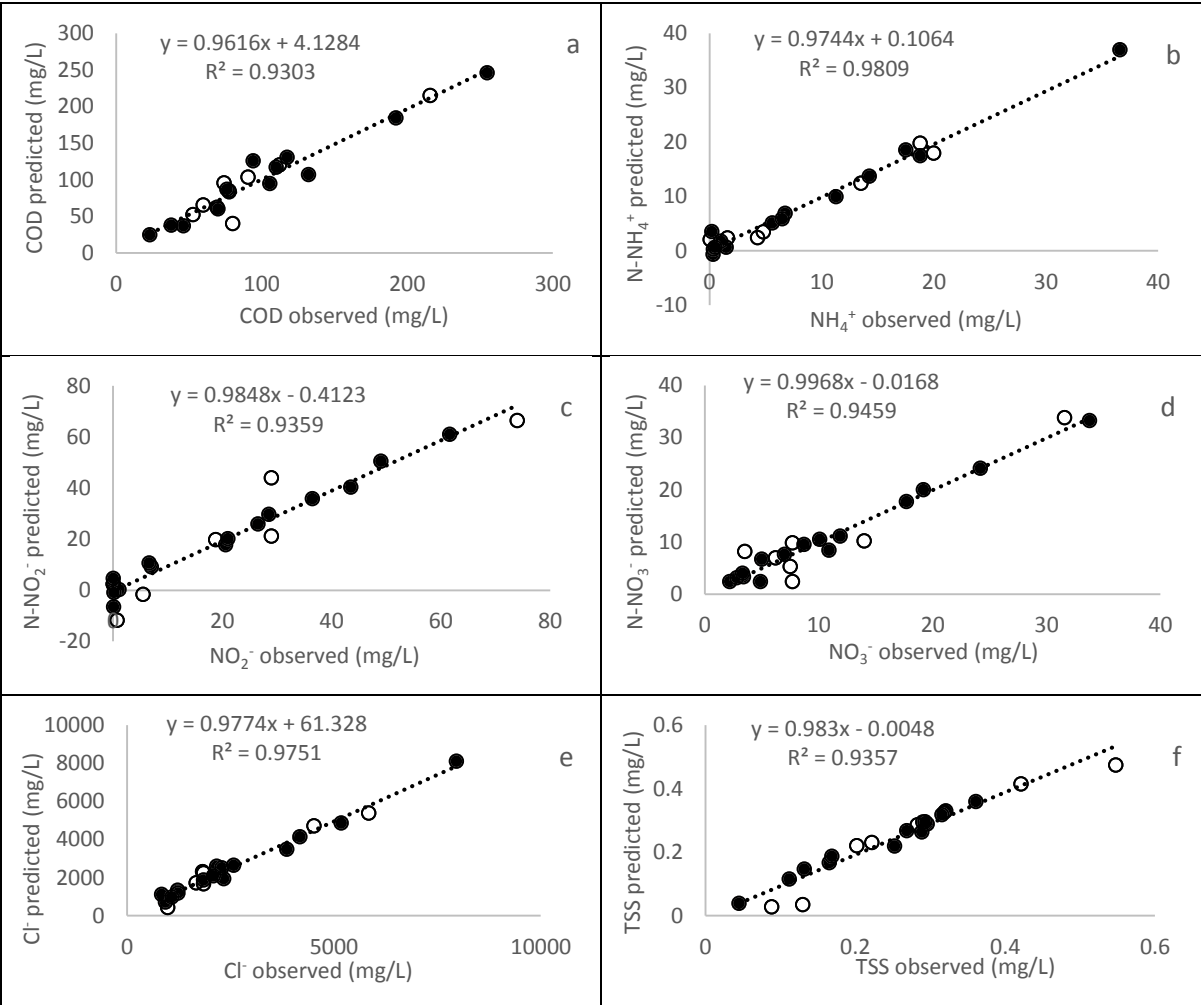 y = 0.9616x + 4.1284
R² = 0.9303
a
COD predicted (mg/L)
300
250
200
150
100
50
0
0 100 200 300
COD observed (mg/L)
y = 0.9744x + 0.1064
R² = 0.9809
b
N-NH₄⁺ predicted (mg/L)
40
30
20
10
0
-10
0 20 40
NH₄⁺ observed (mg/L)
y = 0.9848x - 0.4123
R² = 0.9359
c
N-NO₂⁻ predicted (mg/L)
80
60
40
20
0
-20
0 20 40 60 80
NO₂⁻ observed (mg/L)
y = 0.9968x - 0.0168
R² = 0.9459
d
N-NO₃⁻ predicted (mg/L)
40
30
20
10
0
0 10 20 30 40
NO₃⁻ observed (mg/L)
y = 0.9774x + 61.328
R² = 0.9751
e
Cl⁻ predicted (mg/L)
10000
8000
6000
4000
2000
0
0 5000 10000
Cl⁻ observed (mg/L)
y = 0.983x - 0.0048
R² = 0.9357
f
TSS predicted (mg/L)
0.6
0.4
0.2
0
0 0.2 0.4 0.6
TSS observed (mg/L)